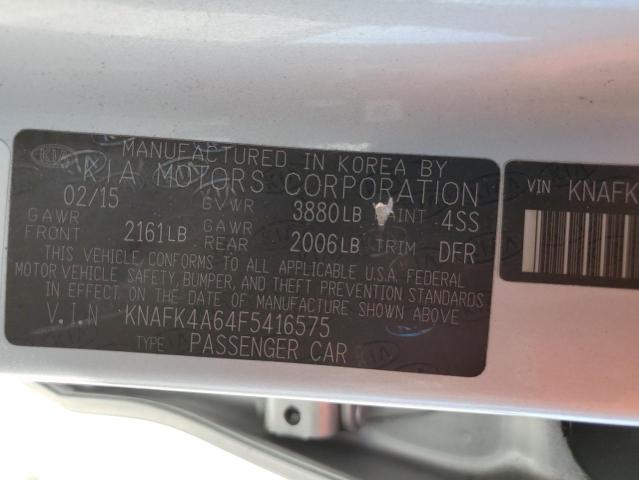 KIA MANUFACTURED IN KOREA BY
KIA MOTORS CORPORATION
02/15 GVWR 3880LB PAINT 4SS
GAWR FRONT 2161LB GAWR REAR 2006LB TRIM DFR
THIS VEHICLE CONFORMS TO ALL APPLICABLE U.S.A. FEDERAL
MOTOR VEHICLE SAFETY, BUMPER, AND THEFT PREVENTION STANDARDS
IN EFFECT ON THE DATE OF MANUFACTURE SHOWN ABOVE
V.I.N KNAFK4A64F5416575
TYPE PASSENGER CAR
VIN KNAFK